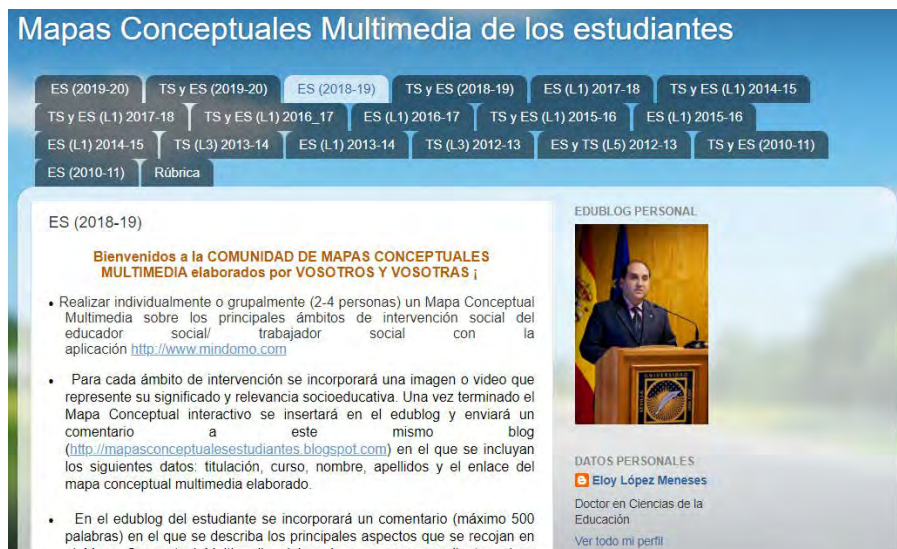 Mapas Conceptuales Multimedia de los estudiantes
ES (2019-20) TS y ES (2019-20) ES (2018-19) TS y ES (2018-19) ES (L1) 2017-18 TS y ES (L1) 2014-15
TS y ES (L1) 2017-18 TS y ES (L1) 2016_17 ES (L1) 2016-17 TS y ES (L1) 2015-16 ES (L1) 2015-16
ES (L1) 2014-15 TS (L3) 2013-14 ES (L1) 2013-14 TS (L3) 2012-13 ES y TS (L5) 2012-13 TS y ES (2010-11)
ES (2010-11) Rúbrica
ES (2018-19)
Bienvenidos a la COMUNIDAD DE MAPAS CONCEPTUALES
MULTIMEDIA elaborados por VOSOTROS Y VOSOTRAS ¡
• Realizar individualmente o grupalmente (2-4 personas) un Mapa Conceptual
Multimedia sobre los principales ámbitos de intervención social del
educador social/ trabajador social con la
aplicación http://www.mindomo.com
• Para cada ámbito de intervención se incorporará una imagen o video que
represente su significado y relevancia socioeducativa. Una vez terminado el
Mapa Conceptual interactivo se insertará en el edublog y enviará un
comentario a este mismo blog
(http://mapasconceptualesestudiantes.blogspot.com) en el que se incluyan
los siguientes datos: titulación, curso, nombre, apellidos y el enlace del
mapa conceptual multimedia elaborado.
• En el edublog del estudiante se incorporará un comentario (máximo 500
palabras) en el que se describa los principales aspectos que se recojan en
EDUBLOG PERSONAL
UNIVERSIDAD
DATOS PERSONALES
Eloy López Meneses
Doctor en Ciencias de la
Educación
Ver todo mi perfil